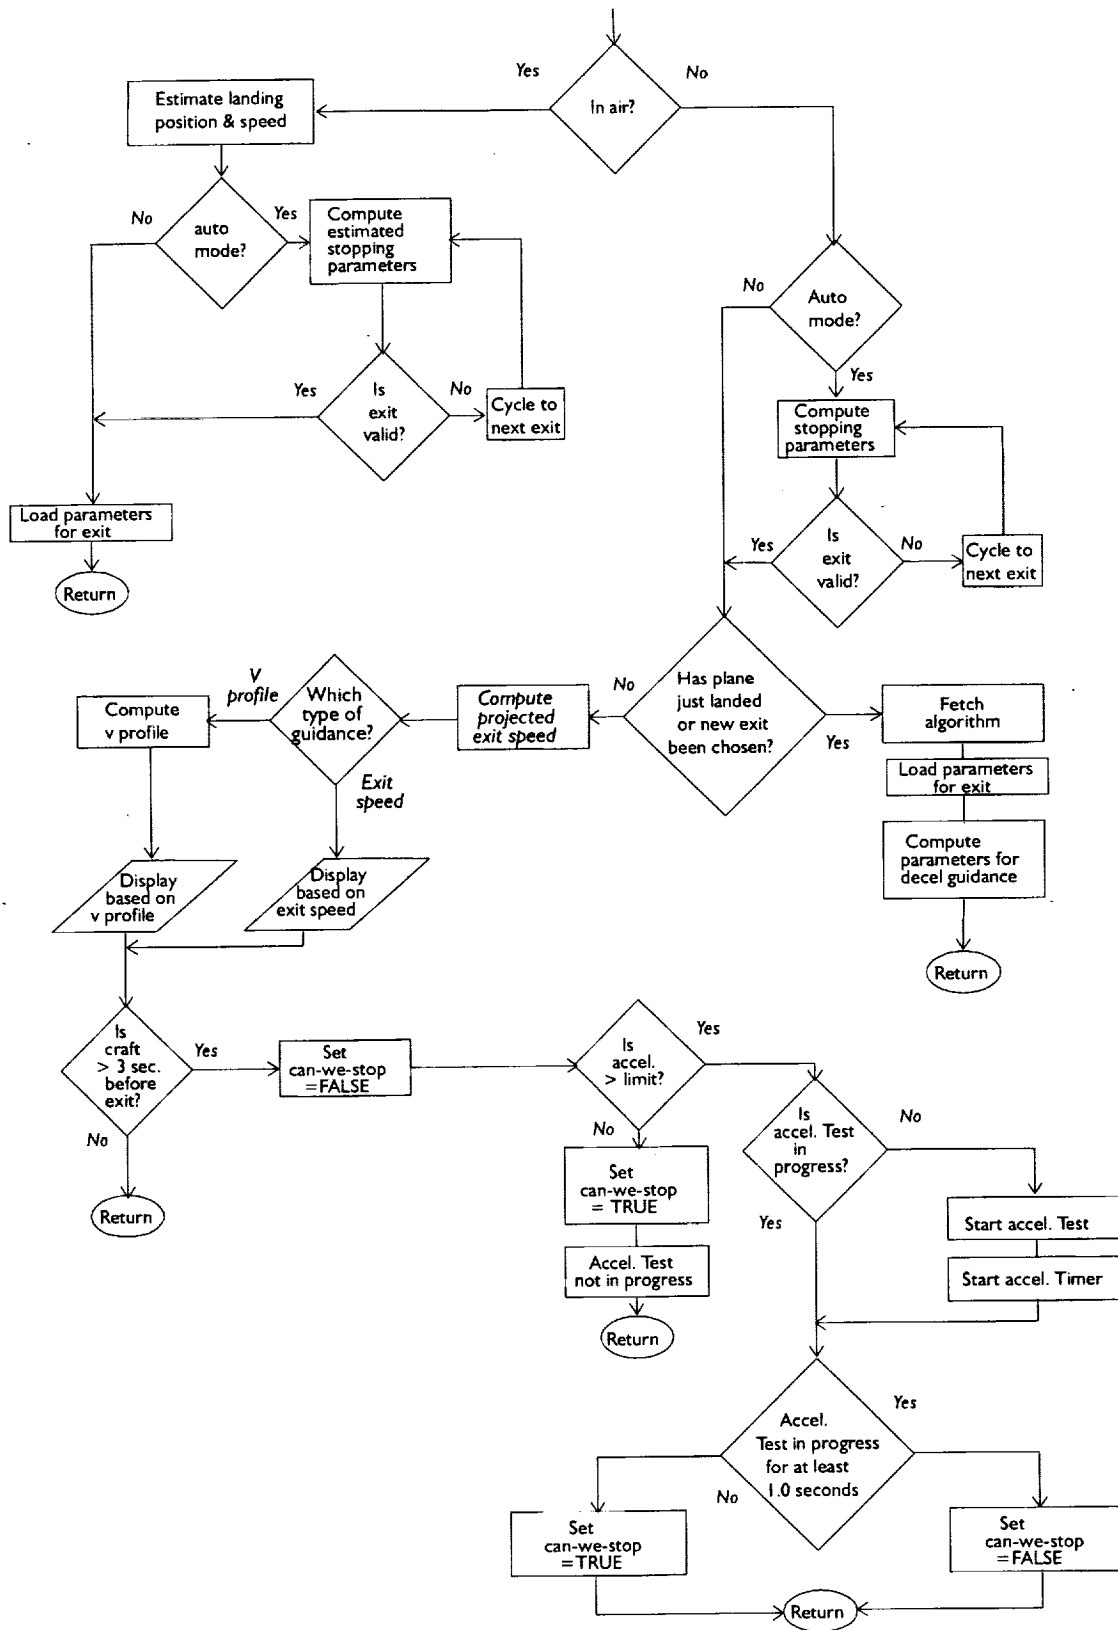 Yes
No
In air?
Estimate landing
position & speed
No
auto
mode?
Yes
Compute
estimated
stopping
parameters
Yes
Is
exit
valid?
No
Cycle to
next exit
Load parameters
for exit
Return
No
Auto
mode?
Yes
Compute
stopping
parameters
Yes
Is
exit
valid?
No
Cycle to
next exit
Has plane
just landed
or new exit
been chosen?
No
Yes
Fetch
algorithm
Load parameters
for exit
Compute
parameters for
decel guidance
Return
Compute
projected
exit speed
Which
type of
guidance?
V
profile
Exit
speed
Compute
v profile
Display
based on
v profile
Display
based on
exit speed
Is
craft
> 3 sec.
before
exit?
Yes
No
Return
Set
can-we-stop
=FALSE
Is
accel.
> limit?
Yes
No
Set
can-we-stop
= TRUE
Accel. Test
not in progress
Return
Is
accel. Test
in
progress?
No
Yes
Start accel. Test
Start accel. Timer
Accel.
Test in progress
for at least
1.0 seconds
Yes
No
Set
can-we-stop
=TRUE
Set
can-we-stop
=FALSE
Return